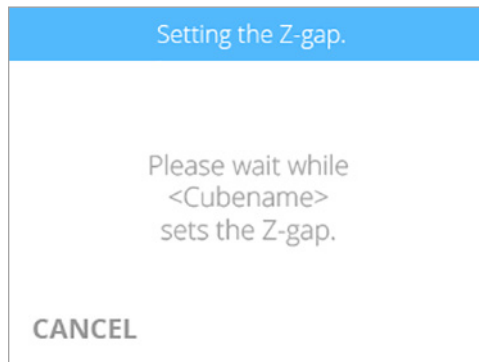 Setting the Z-gap.
Please wait while
<Cubename>
sets the Z-gap.
CANCEL